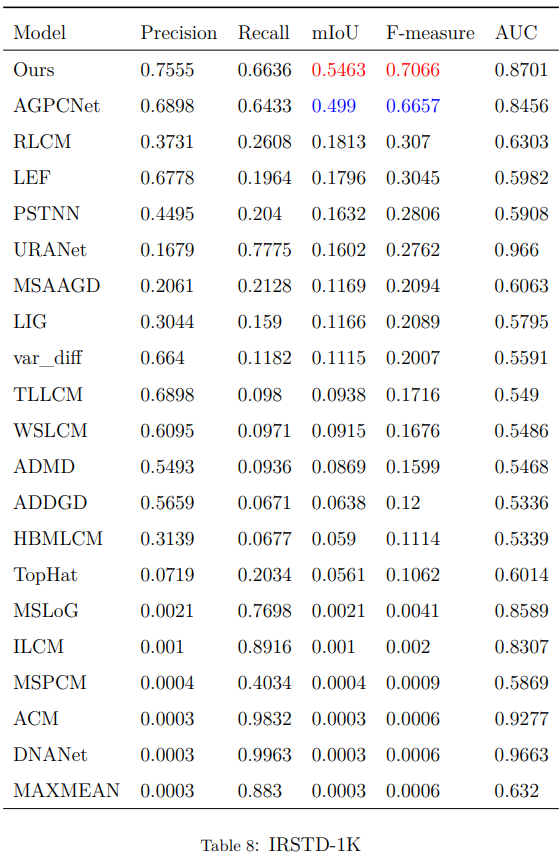 Model Precision Recall mIoU F-measure AUC
Ours 0.7555 0.6636 0.5463 0.7066 0.8701
AGPCNet 0.6898 0.6433 0.499 0.6657 0.8456
RLCM 0.3731 0.2608 0.1813 0.307 0.6303
LEF 0.6778 0.1964 0.1796 0.3045 0.5982
PSTNN 0.4495 0.204 0.1632 0.2806 0.5908
URANet 0.1679 0.7775 0.1602 0.2762 0.966
MSAAGD 0.2061 0.2128 0.1169 0.2094 0.6063
LIG 0.3044 0.159 0.1166 0.2089 0.5795
var_diff 0.664 0.1182 0.1115 0.2007 0.5591
TLLCM 0.6898 0.098 0.0938 0.1716 0.549
WSLCM 0.6095 0.0971 0.0915 0.1676 0.5486
ADMD 0.5493 0.0936 0.0869 0.1599 0.5468
ADDGD 0.5659 0.0671 0.0638 0.12 0.5336
HBMLCM 0.3139 0.0677 0.059 0.1114 0.5339
TopHat 0.0719 0.2034 0.0561 0.1062 0.6014
MSLoG 0.0021 0.7698 0.0021 0.0041 0.8589
ILCM 0.001 0.8916 0.001 0.002 0.8307
MSPCM 0.0004 0.4034 0.0004 0.0009 0.5869
ACM 0.0003 0.9832 0.0003 0.0006 0.9277
DNANet 0.0003 0.9963 0.0003 0.0006 0.9663
MAXMEAN 0.0003 0.883 0.0003 0.0006 0.632
Table 8: IRSTD-1K